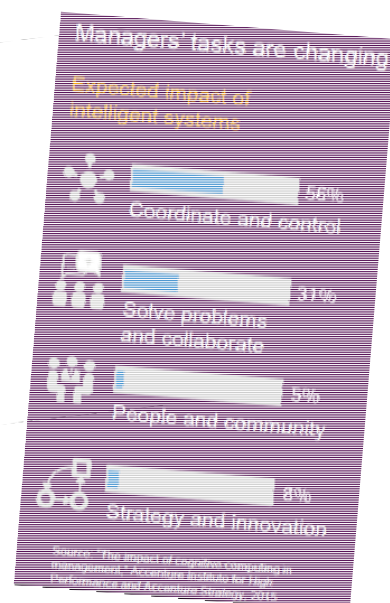 Managers' tasks are changing
Expected impact of
intelligent systems
56%
Coordinate and control
31%
Solve problems
and collaborate
5%
People and community
8%
Strategy and innovation
Source: "The impact of cognitive computing in
management," Accenture Institute for High
Performance and Accenture Strategy, 2015